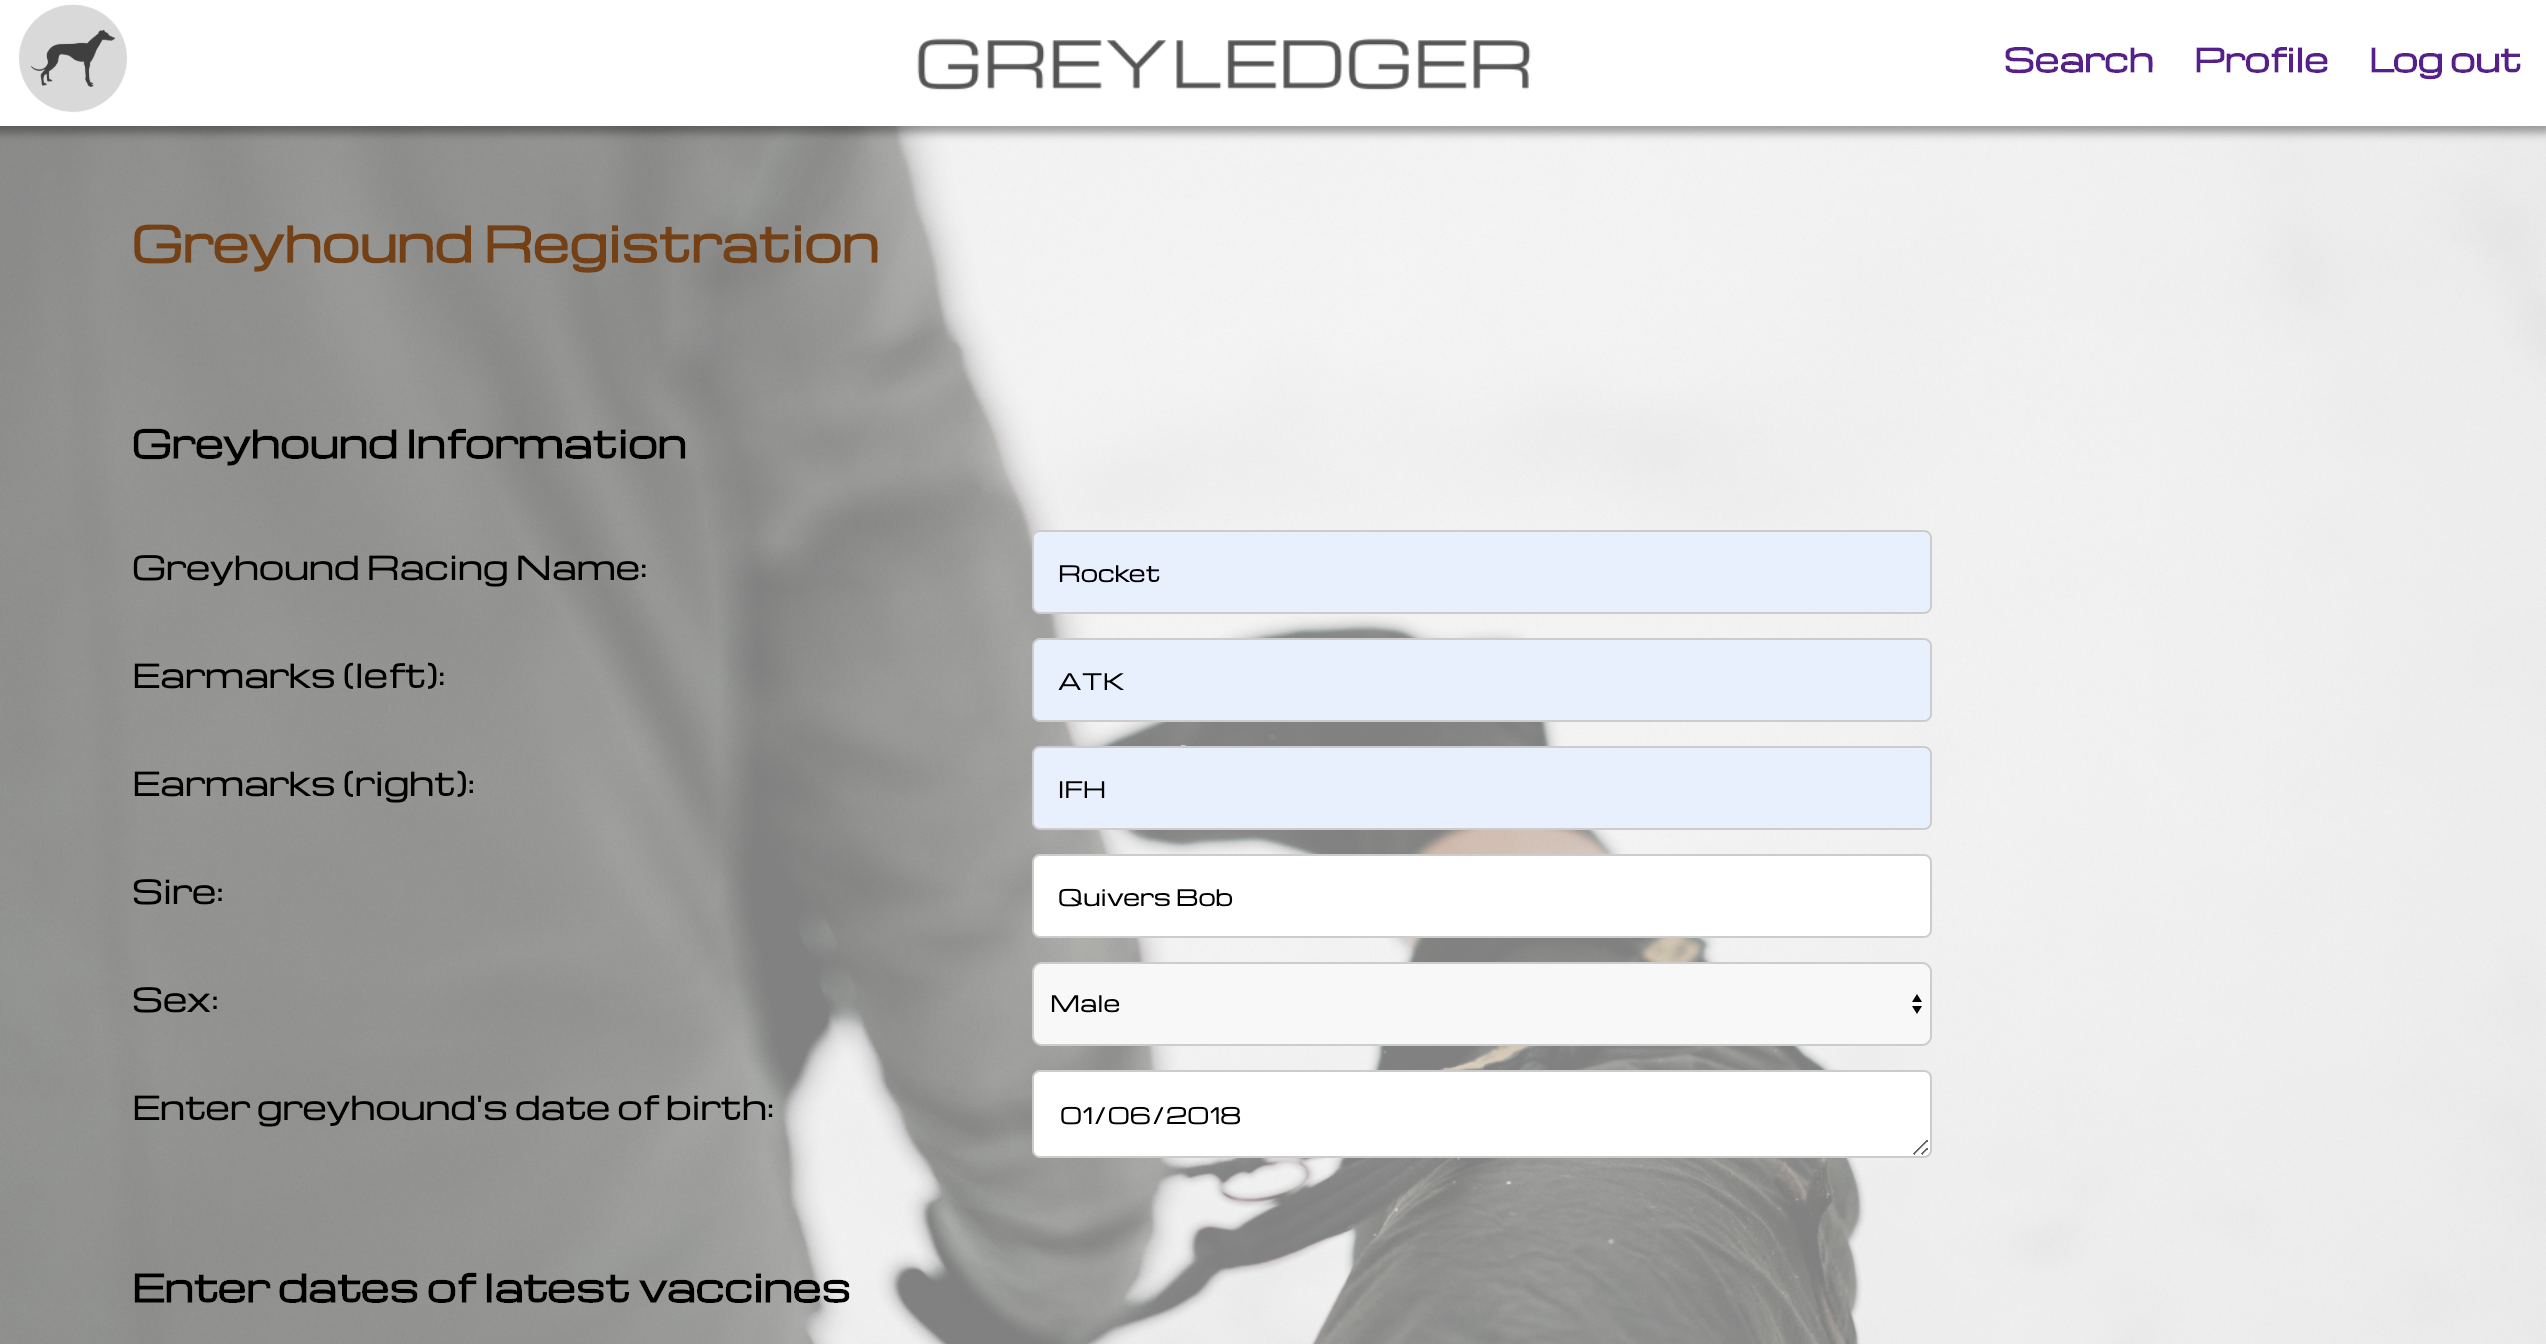 GREYLEDGER
Search Profile Log out
Greyhound Registration
Greyhound Information
Greyhound Racing Name: Rocket
Earmarks (left): ATK
Earmarks (right): IFH
Sire: Quivers Bob
Sex: Male
Enter greyhound's date of birth: 01/06/2018
Enter dates of latest vaccines